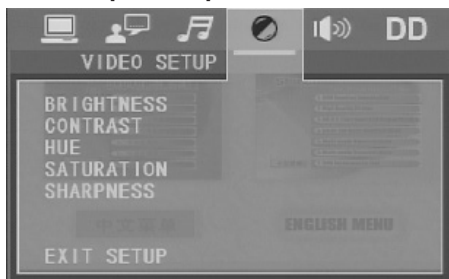 DD
VIDEO SETUP
BRIGHTNESS
CONTRAST
HUE
SATURATION
SHARPNESS
ENGLISH MENU
EXIT SETUP